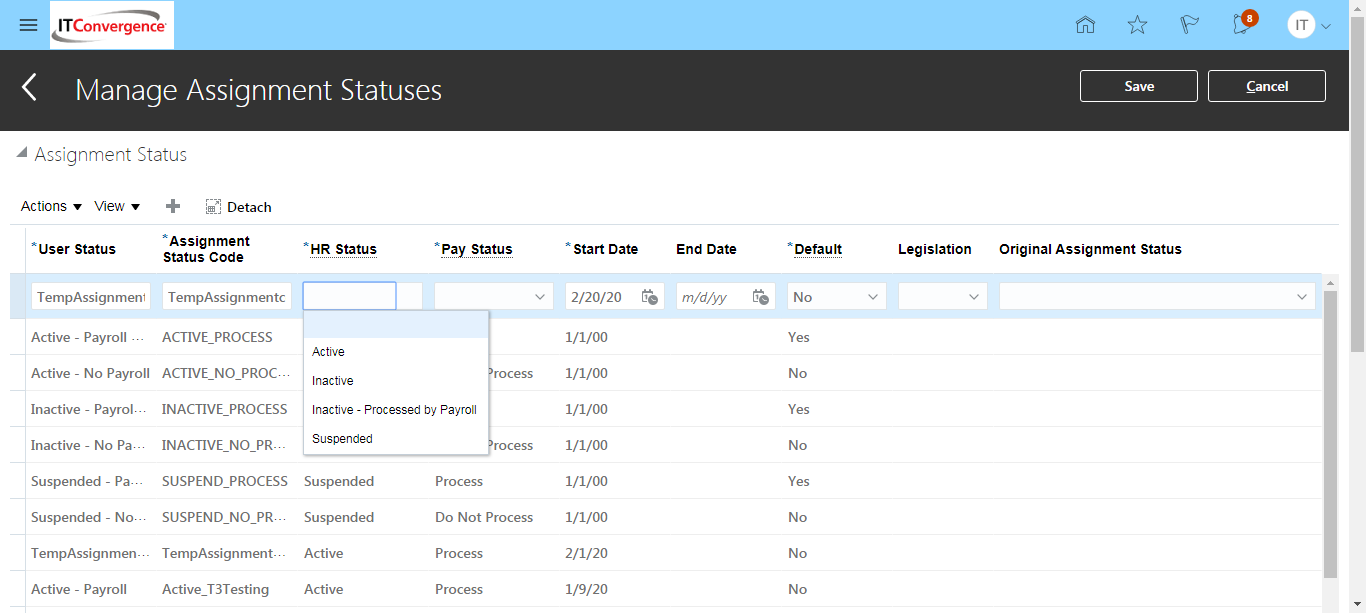 ITConvergence
8
IT
Manage Assignment Statuses
Save
Cancel
Assignment Status
Actions View Detach
*User Status *Assignment Status Code *HR Status *Pay Status *Start Date End Date *Default Legislation Original Assignment Status
TempAssignment TempAssignmentc 2/20/20 m/d/yy No
Active - Payroll ... ACTIVE_PROCESS 1/1/00 Yes
Active
Active - No Payroll ACTIVE_NO_PROC... Process 1/1/00 No
Inactive
Inactive - Payrol... INACTIVE_PROCESS 1/1/00 Yes
Inactive - Processed by Payroll
Inactive - No Pa... INACTIVE_NO_PR... Process 1/1/00 No
Suspended
Suspended - Pa... SUSPEND_PROCESS Suspended Process 1/1/00 Yes
Suspended - No... SUSPEND_NO_PR... Suspended Do Not Process 1/1/00 No
TempAssignmen... TempAssignment... Active Process 2/1/20 No
Active - Payroll Active_T3Testing Active Process 1/9/20 No